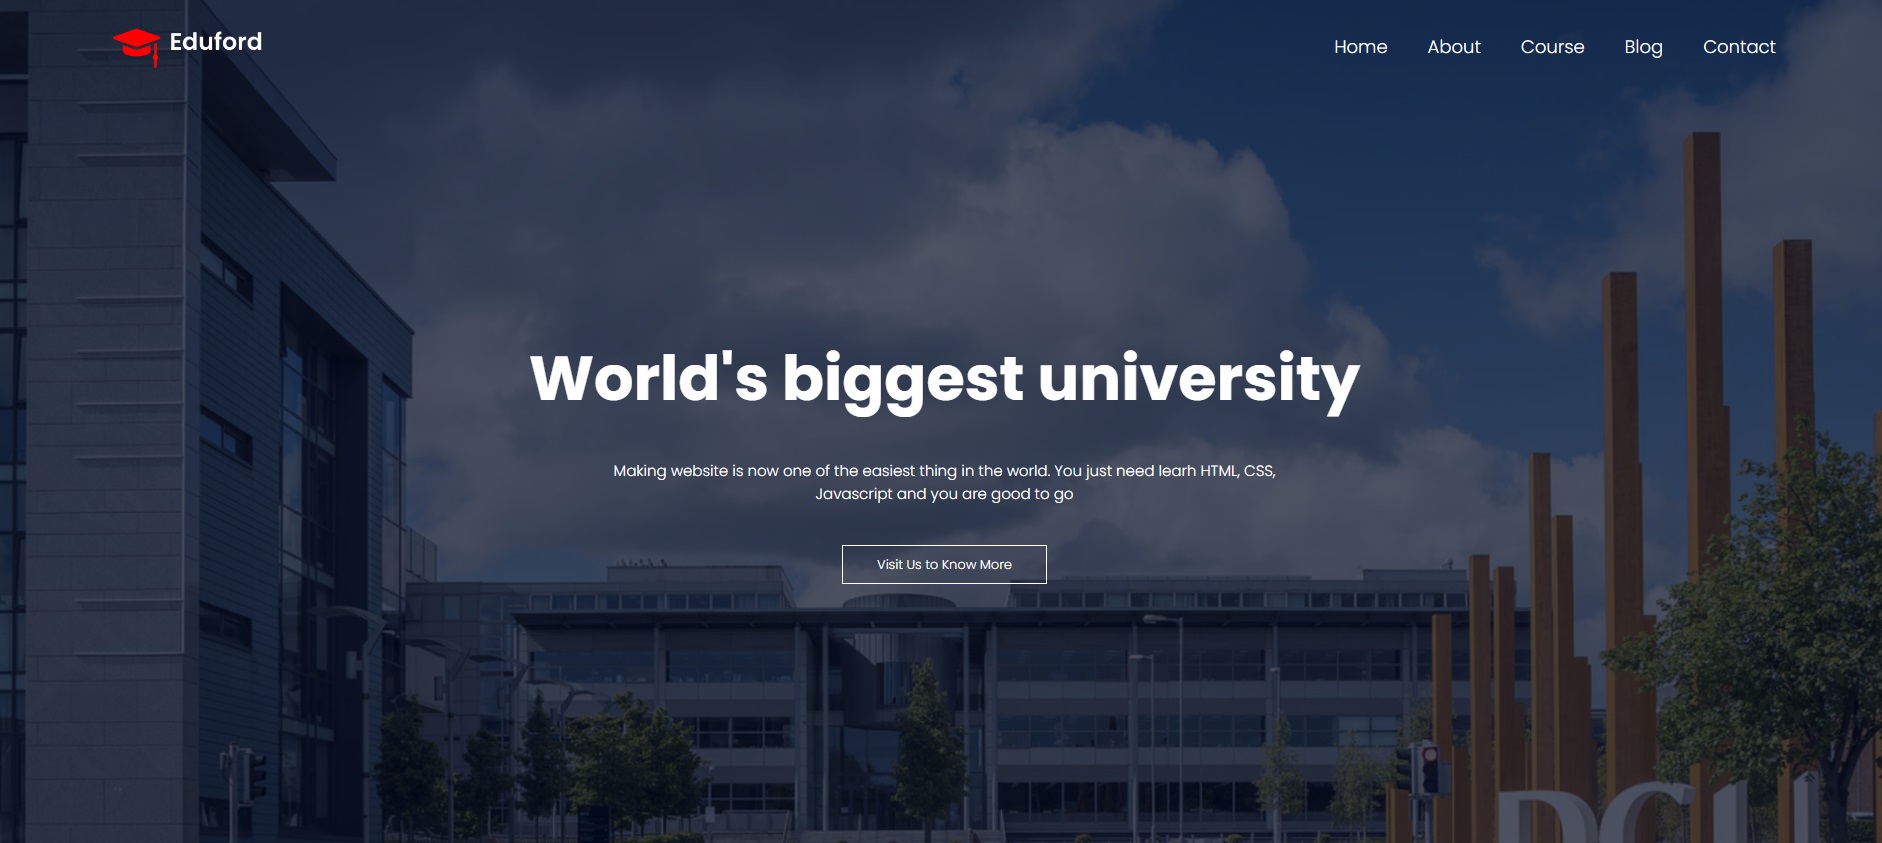 Eduford
Home About Course Blog Contact
World's biggest university
Making website is now one of the easiest thing in the world. You just need learh HTML, CSS,
Javascript and you are good to go
Visit Us to Know More
DCU